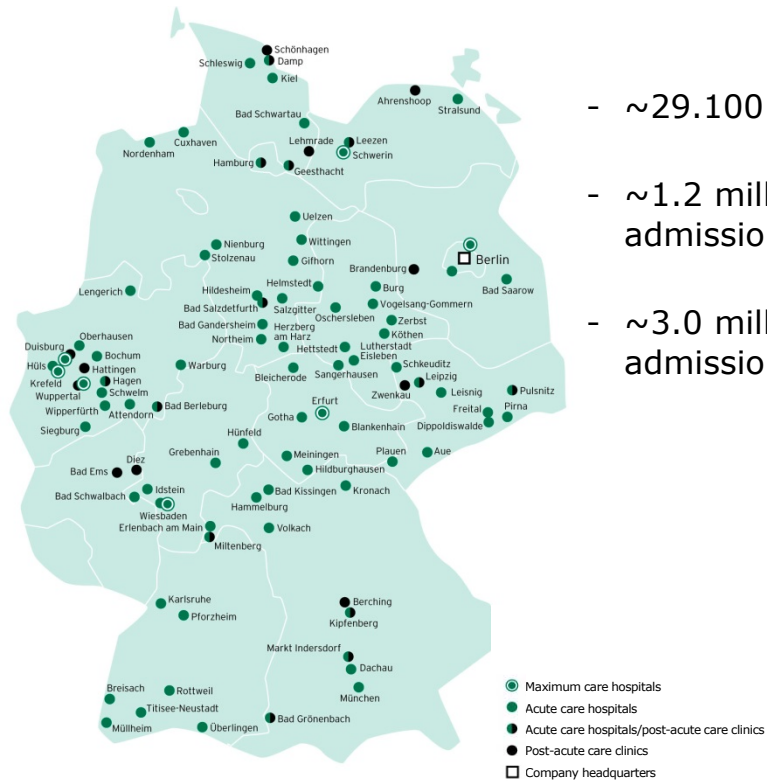 Schönhagen
Damp
Schleswig
Kiel
Ahrenshoop
Stralsund
Bad Schwartau
Cuxhaven
Nordenham
Lehmrade
Leezen
Schwerin
Hamburg
Geesthacht
Uelzen
Nienburg
Wittingen
Stolzenau
Gifhorn
Berlin
Brandenburg
Bad Saarow
Lengerich
Hildesheim
Helmstedt
Burg
Bad Salzdetfurth
Salzgitter
Vogelsang-Gommern
Oschersleben
Zerbst
Bad Gandersheim
Herzberg
am Harz
Northeim
Köthen
Hettstedt
Lutherstadt
Eisleben
Oberhausen
Duisburg
Bochum
Hüls
Hattingen
Krefeld
Hagen
Wuppertal
Schwelm
Wipperfürth
Attendorn
Siegburg
Warburg
Bad Berleburg
Bleicherode
Sangerhausen
Schkeuditz
Leipzig
Zwenkau
Leisnig
Pulsnitz
Freital
Pirna
Dippoldiswalde
Erfurt
Gotha
Blankenhain
Hünfeld
Grebenhain
Meiningen
Hildburghausen
Plauen
Aue
Diez
Bad Ems
Idstein
Bad Schwalbach
Wiesbaden
Bad Kissingen
Hammelburg
Kronach
Erlenbach am Main
Miltenberg
Volkach
Karlsruhe
Pforzheim
Berching
Kipfenberg
Markt Indersdorf
Dachau
München
Breisach
Rottweil
Titisee-Neustadt
Müllheim
Überlingen
Bad Grönenbach
- ~29.100
- ~1.2 mill
admissio
- ~3.0 mill
admissio
Maximum care hospitals
Acute care hospitals
Acute care hospitals/post-acute care clinics
Post-acute care clinics
Company headquarters